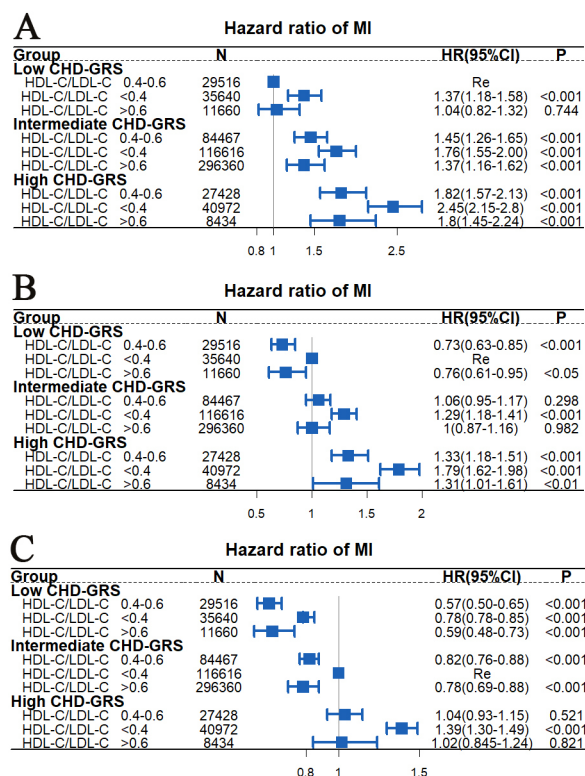 A
Hazard ratio of MI
Group N HR(95%CI) P
Low CHD-GRS
HDL-C/LDL-C 0.4-0.6 29516 Re
HDL-C/LDL-C <0.4 35640 1.37(1.18-1.58) <0.001
HDL-C/LDL-C >0.6 11660 1.04(0.82-1.32) 0.744
Intermediate CHD-GRS
HDL-C/LDL-C 0.4-0.6 84467 1.45(1.26-1.65) <0.001
HDL-C/LDL-C <0.4 116616 1.76(1.55-2.00) <0.001
HDL-C/LDL-C >0.6 296360 1.37(1.16-1.62) <0.001
High CHD-GRS
HDL-C/LDL-C 0.4-0.6 27428 1.82(1.57-2.13) <0.001
HDL-C/LDL-C <0.4 40972 2.45(2.15-2.8) <0.001
HDL-C/LDL-C >0.6 8434 1.8(1.45-2.24) <0.001
0.8 1 1.5 2.5
B
Hazard ratio of MI
Group N HR(95%CI) P
Low CHD-GRS
HDL-C/LDL-C 0.4-0.6 29516 0.73(0.63-0.85) <0.001
HDL-C/LDL-C <0.4 35640 Re
HDL-C/LDL-C >0.6 11660 0.76(0.61-0.95) <0.05
Intermediate CHD-GRS
HDL-C/LDL-C 0.4-0.6 84467 1.06(0.95-1.17) 0.298
HDL-C/LDL-C <0.4 116616 1.29(1.18-1.41) <0.001
HDL-C/LDL-C >0.6 296360 1(0.87-1.16) 0.982
High CHD-GRS
HDL-C/LDL-C 0.4-0.6 27428 1.33(1.18-1.51) <0.001
HDL-C/LDL-C <0.4 40972 1.79(1.62-1.98) <0.001
HDL-C/LDL-C >0.6 8434 1.31(1.01-1.61) <0.01
0.5 1 1.5 2
C
Hazard ratio of MI
Group N HR(95%CI) P
Low CHD-GRS
HDL-C/LDL-C 0.4-0.6 29516 0.57(0.50-0.65) <0.001
HDL-C/LDL-C <0.4 35640 0.78(0.78-0.85) <0.001
HDL-C/LDL-C >0.6 11660 0.59(0.48-0.73) <0.001
Intermediate CHD-GRS
HDL-C/LDL-C 0.4-0.6 84467 0.82(0.76-0.88) <0.001
HDL-C/LDL-C <0.4 116616 Re
HDL-C/LDL-C >0.6 296360 0.78(0.69-0.88) <0.001
High CHD-GRS
HDL-C/LDL-C 0.4-0.6 27428 1.04(0.93-1.15) 0.521
HDL-C/LDL-C <0.4 40972 1.39(1.30-1.49) <0.001
HDL-C/LDL-C >0.6 8434 1.02(0.845-1.24) 0.821
0.8 1 1.5